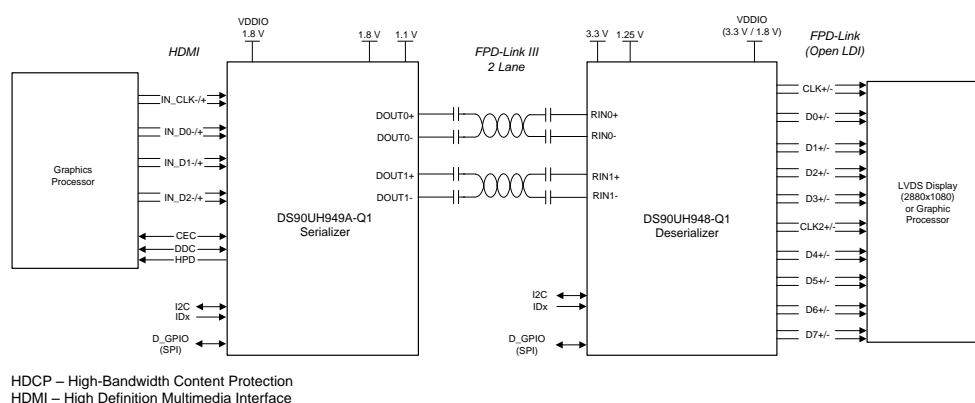 VDDIO
1.8 V
1.8 V
1.1 V
HDMI
FPD-Link III
2 Lane
3.3 V
1.25 V
VDDIO
(3.3 V / 1.8 V)
FPD-Link
(Open LDI)
Graphics
Processor
IN_CLK-/+
IN_D0-/+
IN_D1-/+
IN_D2-/+
CEC
DDC
HPD
I2C
IDx
D_GPIO
(SPI)
DOUT0+
DOUT0-
DOUT1+
DOUT1-
DS90UH949A-Q1
Serializer
RIN0+
RIN0-
RIN1+
RIN1-
DS90UH948-Q1
Deserializer
I2C
IDx
D_GPIO
(SPI)
CLK+/-
D0+/-
D1+/-
D2+/-
D3+/-
CLK2+/-
D4+/-
D5+/-
D6+/-
D7+/-
LVDS Display
(2880x1080)
or Graphic
Processor
HDCP – High-Bandwidth Content Protection
HDMI – High Definition Multimedia Interface